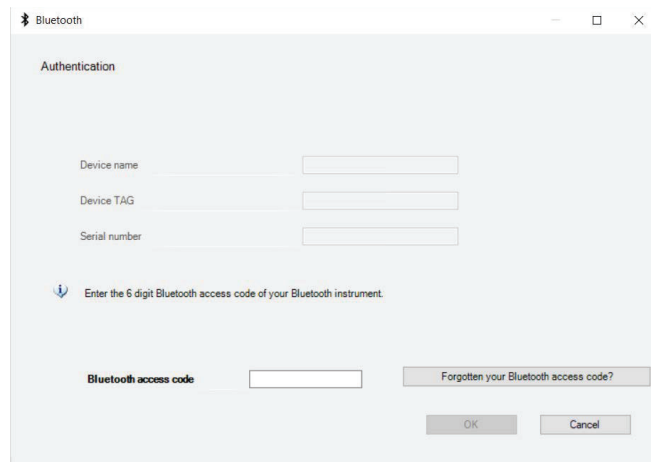 Bluetooth
Authentication
Device name
Device TAG
Serial number
Enter the 6 digit Bluetooth access code of your Bluetooth instrument.
Bluetooth access code
Forgotten your Bluetooth access code?
OK
Cancel